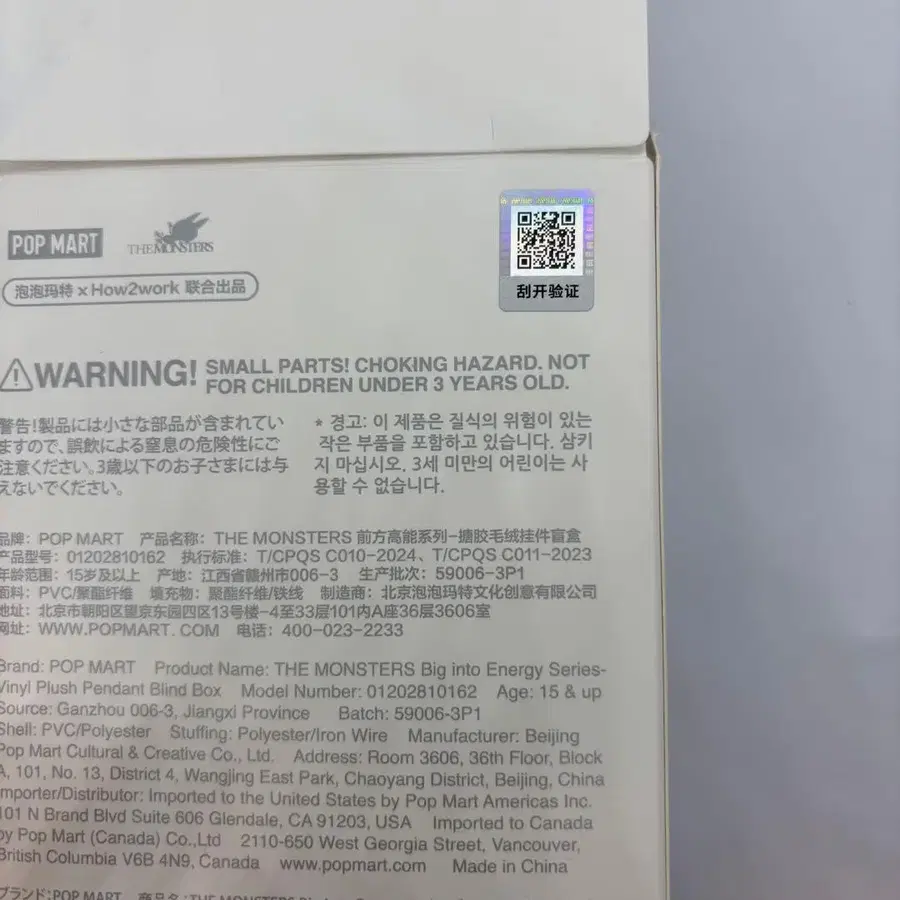 POP MART THE MONSTERS
泡泡玛特 x How2work 联合出品
刮开验证
WARNING! SMALL PARTS! CHOKING HAZARD. NOT
FOR CHILDREN UNDER 3 YEARS OLD.
警告!製品には小さな部品が含まれてい
ますので、誤飲による窒息の危険性にご
注意ください。3歳以下のお子さまには与
えないでください。
* 경고: 이 제품은 질식의 위험이 있는
작은 부품을 포함하고 있습니다. 삼키
지 마십시오. 3세 미만의 어린이는 사
용할 수 없습니다.
品牌: POP MART 产品名称: THE MONSTERS 前方高能系列-搪胶毛绒挂件盲盒
产品型号: 01202810162 执行标准: T/CPQS C010-2024、T/CPQS C011-2023
年龄范围: 15岁及以上 产地: 江西省赣州市006-3 生产批次: 59006-3P1
面料: PVC/聚酯纤维 填充物: 聚酯纤维/铁线 制造商: 北京泡泡玛特文化创意有限公司
地址: 北京市朝阳区望京东园四区13号楼-4至33层101内A座36层3606室
网址: WWW.POPMART.COM 电话: 400-023-2233
Brand: POP MART Product Name: THE MONSTERS Big into Energy Series-
Vinyl Plush Pendant Blind Box Model Number: 01202810162 Age: 15 & up
Source: Ganzhou 006-3, Jiangxi Province Batch: 59006-3P1
Shell: PVC/Polyester Stuffing: Polyester/Iron Wire Manufacturer: Beijing
Pop Mart Cultural & Creative Co., Ltd. Address: Room 3606, 36th Floor, Block
A, 101, No. 13, District 4, Wangjing East Park, Chaoyang District, Beijing, China
Importer/Distributor: Imported to the United States by Pop Mart Americas Inc.
101 N Brand Blvd Suite 606 Glendale, CA 91203, USA Imported to Canada
by Pop Mart (Canada) Co.,Ltd 2110-650 West Georgia Street, Vancouver,
British Columbia V6B 4N9, Canada www.popmart.com Made in China
ブランド:POP MART 商品名:THE MONSTERS